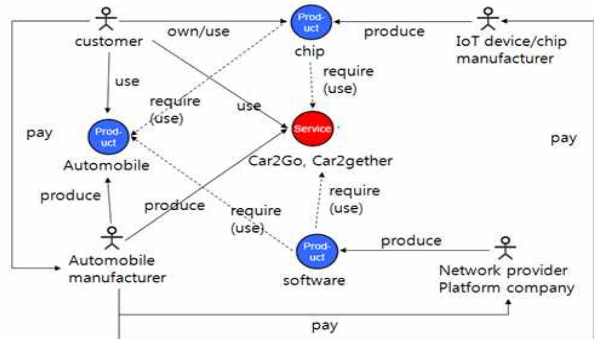 own/use
Prod-
uct
produce
customer
chip
IoT device/chip
manufacturer
use
require
(use)
use
require
(use)
pay
Prod-
uct
Service
pay
Automobile
Car2Go, Car2gether
produce
produce
require
(use)
require
(use)
Automobile
manufacturer
Prod-
uct
produce
software
Network provider
Platform company
pay